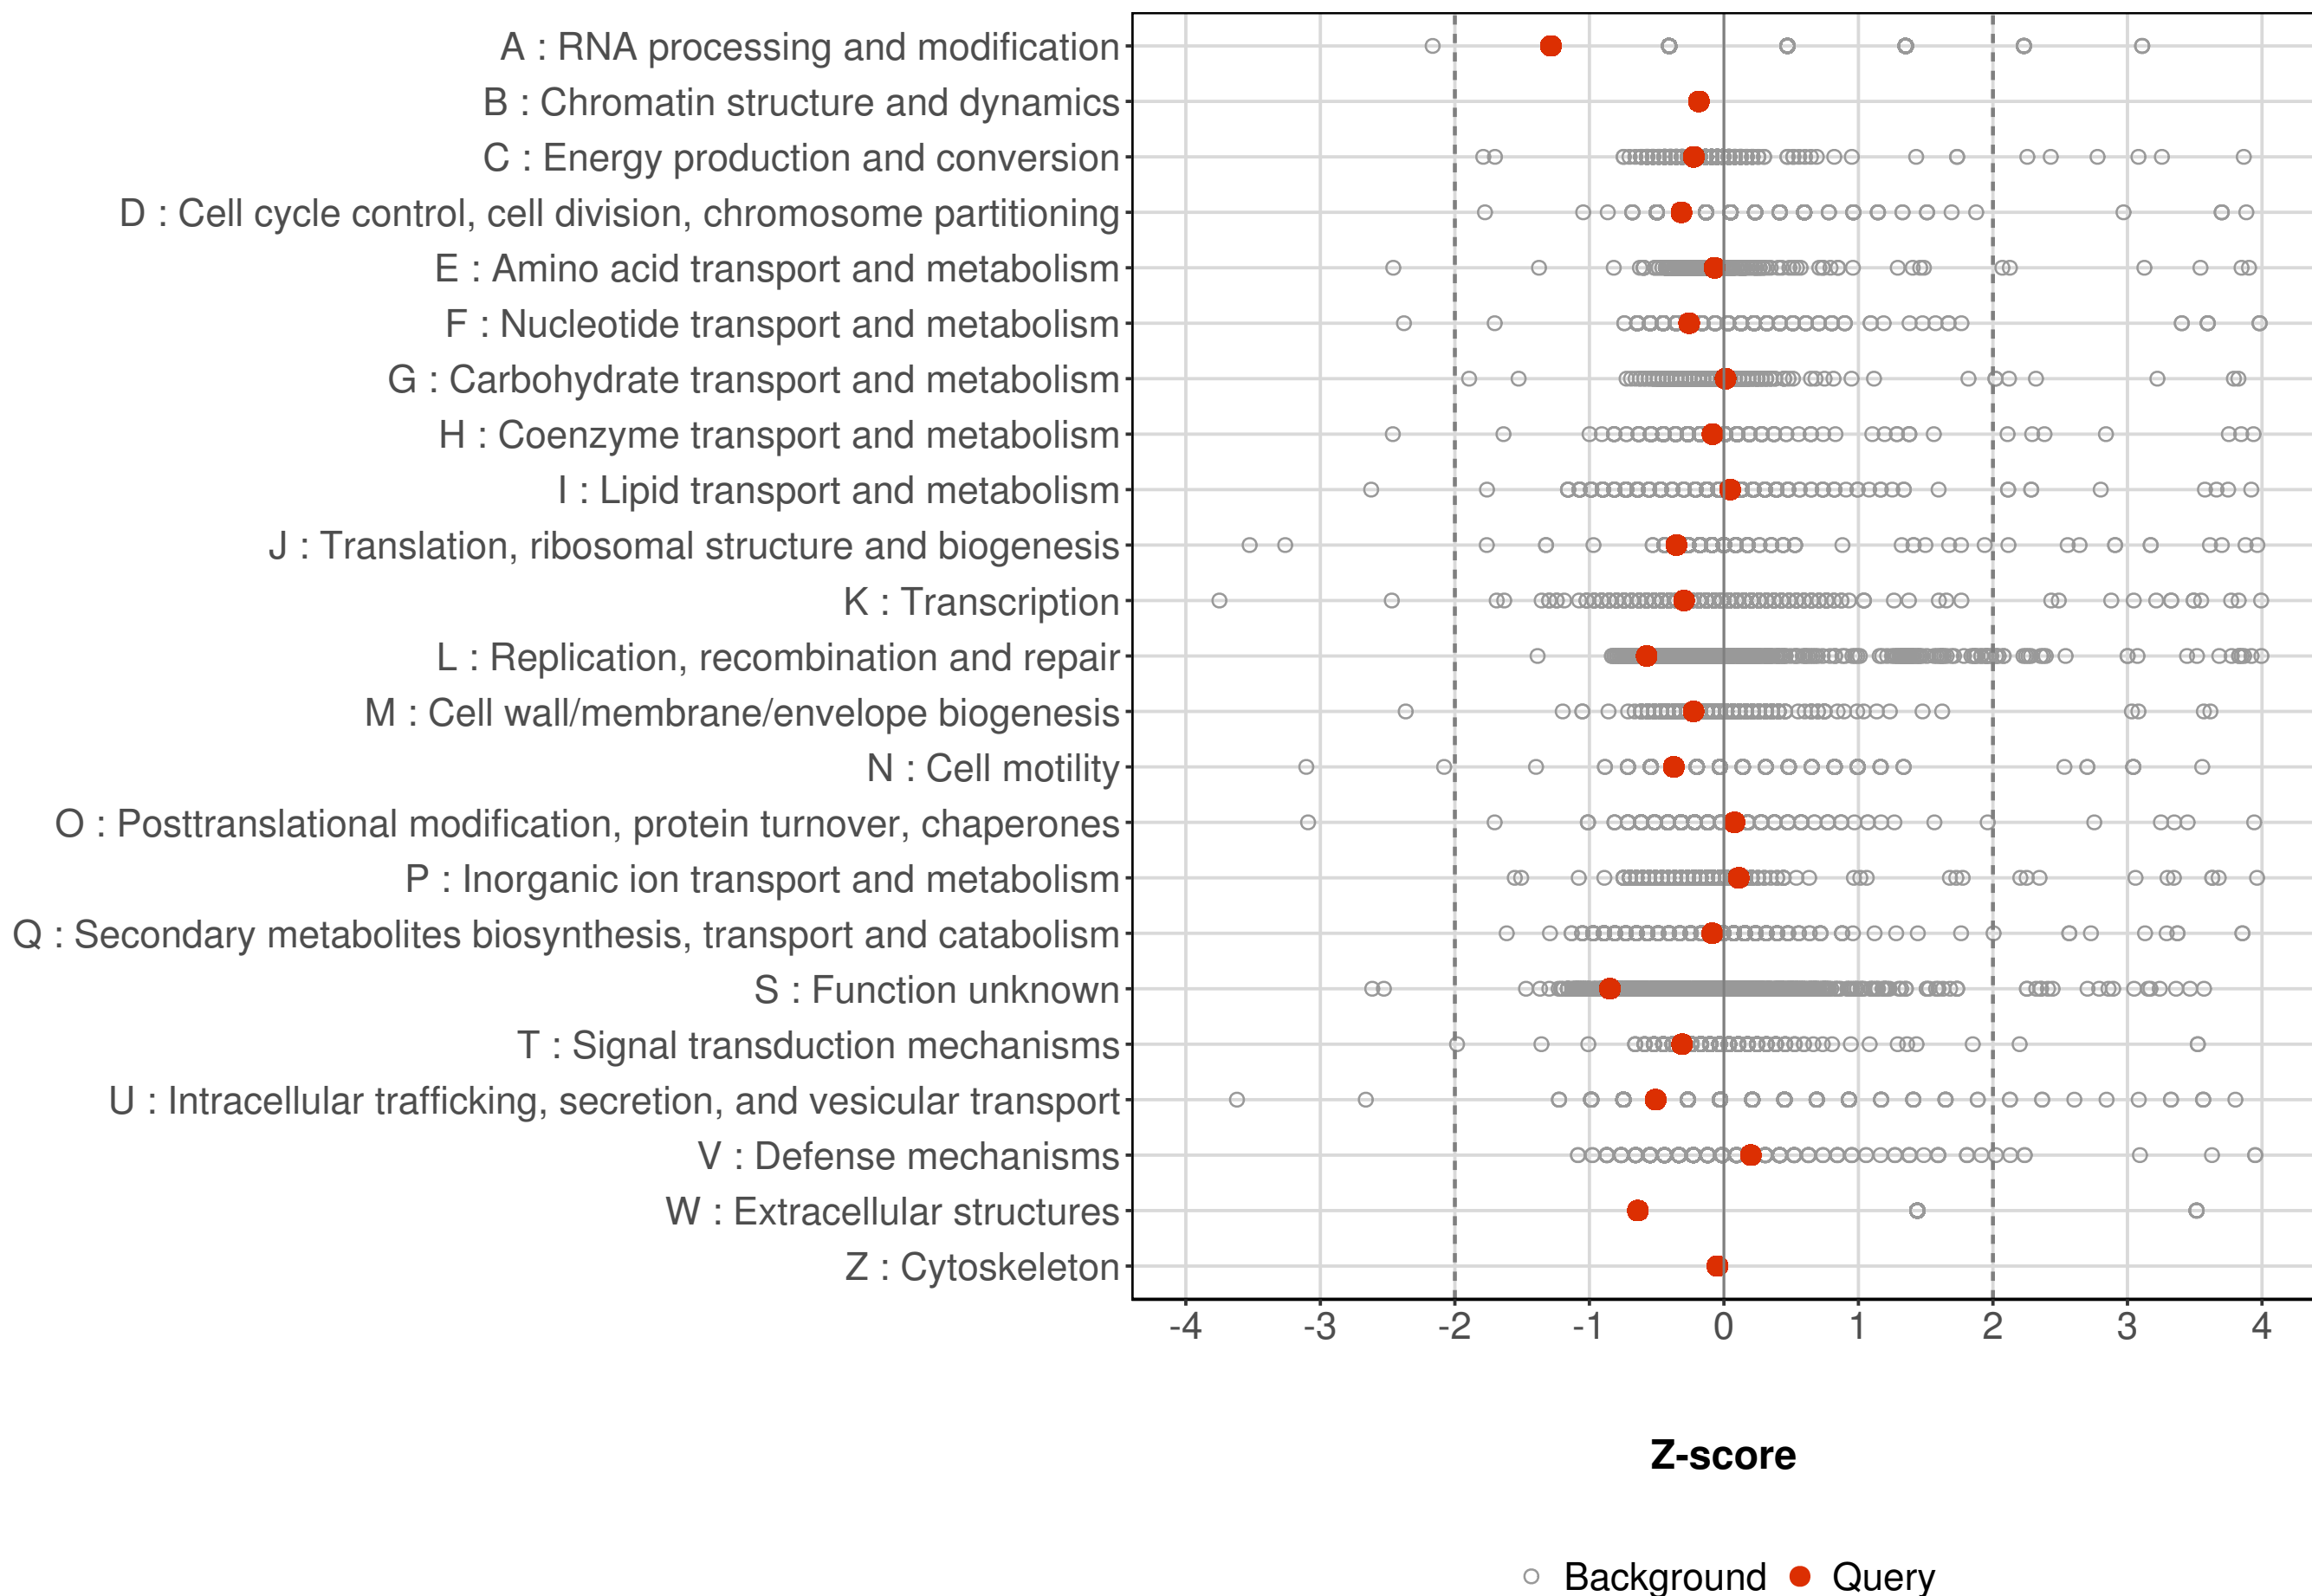 A : RNA processing and modification
B : Chromatin structure and dynamics
C : Energy production and conversion
D : Cell cycle control, cell division, chromosome partitioning
E : Amino acid transport and metabolism
F : Nucleotide transport and metabolism
G : Carbohydrate transport and metabolism
H : Coenzyme transport and metabolism
I : Lipid transport and metabolism
J : Translation, ribosomal structure and biogenesis
K : Transcription
L : Replication, recombination and repair
M : Cell wall/membrane/envelope biogenesis
N : Cell motility
O : Posttranslational modification, protein turnover, chaperones
P : Inorganic ion transport and metabolism
Q : Secondary metabolites biosynthesis, transport and catabolism
S : Function unknown
T : Signal transduction mechanisms
U : Intracellular trafficking, secretion, and vesicular transport
V : Defense mechanisms
W : Extracellular structures
Z : Cytoskeleton
-4 -3 -2 -1 0 1 2 3 4
Z-score
Background Query